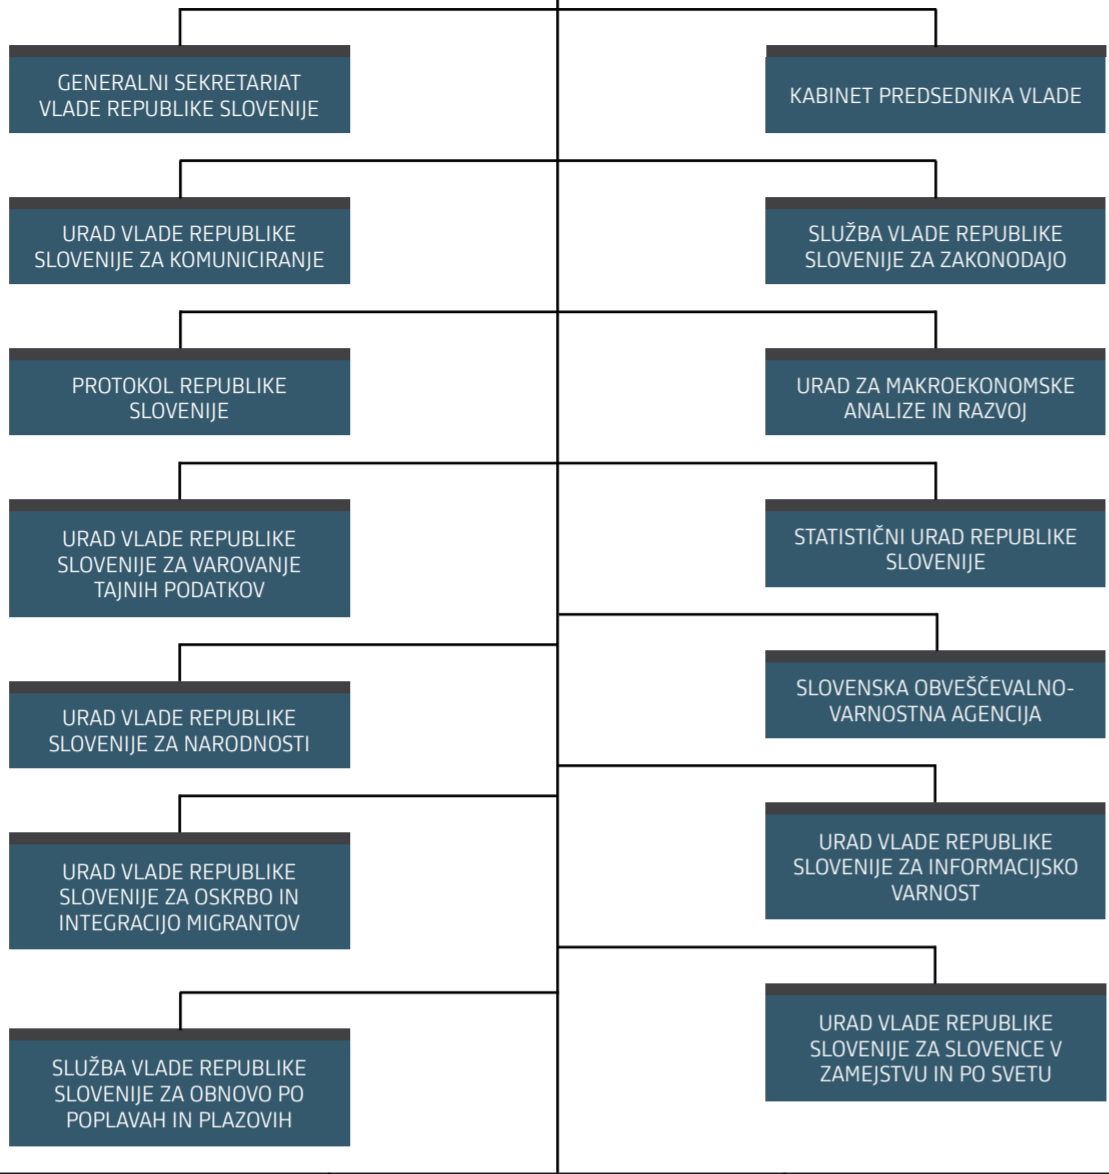 GENERALNI SEKRETARIAT
VLADE REPUBLIKE SLOVENIJE
KABINET PREDSEDNIKA VLADE
URAD VLADE REPUBLIKE
SLOVENIJE ZA KOMUNICIRANJE
SLUŽBA VLADE REPUBLIKE
SLOVENIJE ZA ZAKONODAJO
PROTOKOL REPUBLIKE
SLOVENIJE
URAD ZA MAKROEKONOMSKE
ANALIZE IN RAZVOJ
URAD VLADE REPUBLIKE
SLOVENIJE ZA VAROVANJE
TAJNIH PODATKOV
STATISTIČNI URAD REPUBLIKE
SLOVENIJE
URAD VLADE REPUBLIKE
SLOVENIJE ZA NARODNOSTI
SLOVENSKA OBVEŠČEVALNO-
VARNOSTNA AGENCIJA
URAD VLADE REPUBLIKE
SLOVENIJE ZA OSKRBO IN
INTEGRACIJO MIGRANTOV
URAD VLADE REPUBLIKE
SLOVENIJE ZA INFORMACIJSKO
VARNOST
SLUŽBA VLADE REPUBLIKE
SLOVENIJE ZA OBNOVO PO
POPLAVAH IN PLAZOVIH
URAD VLADE REPUBLIKE
SLOVENIJE ZA SLOVENCE V
ZAMEJSTVU IN PO SVETU